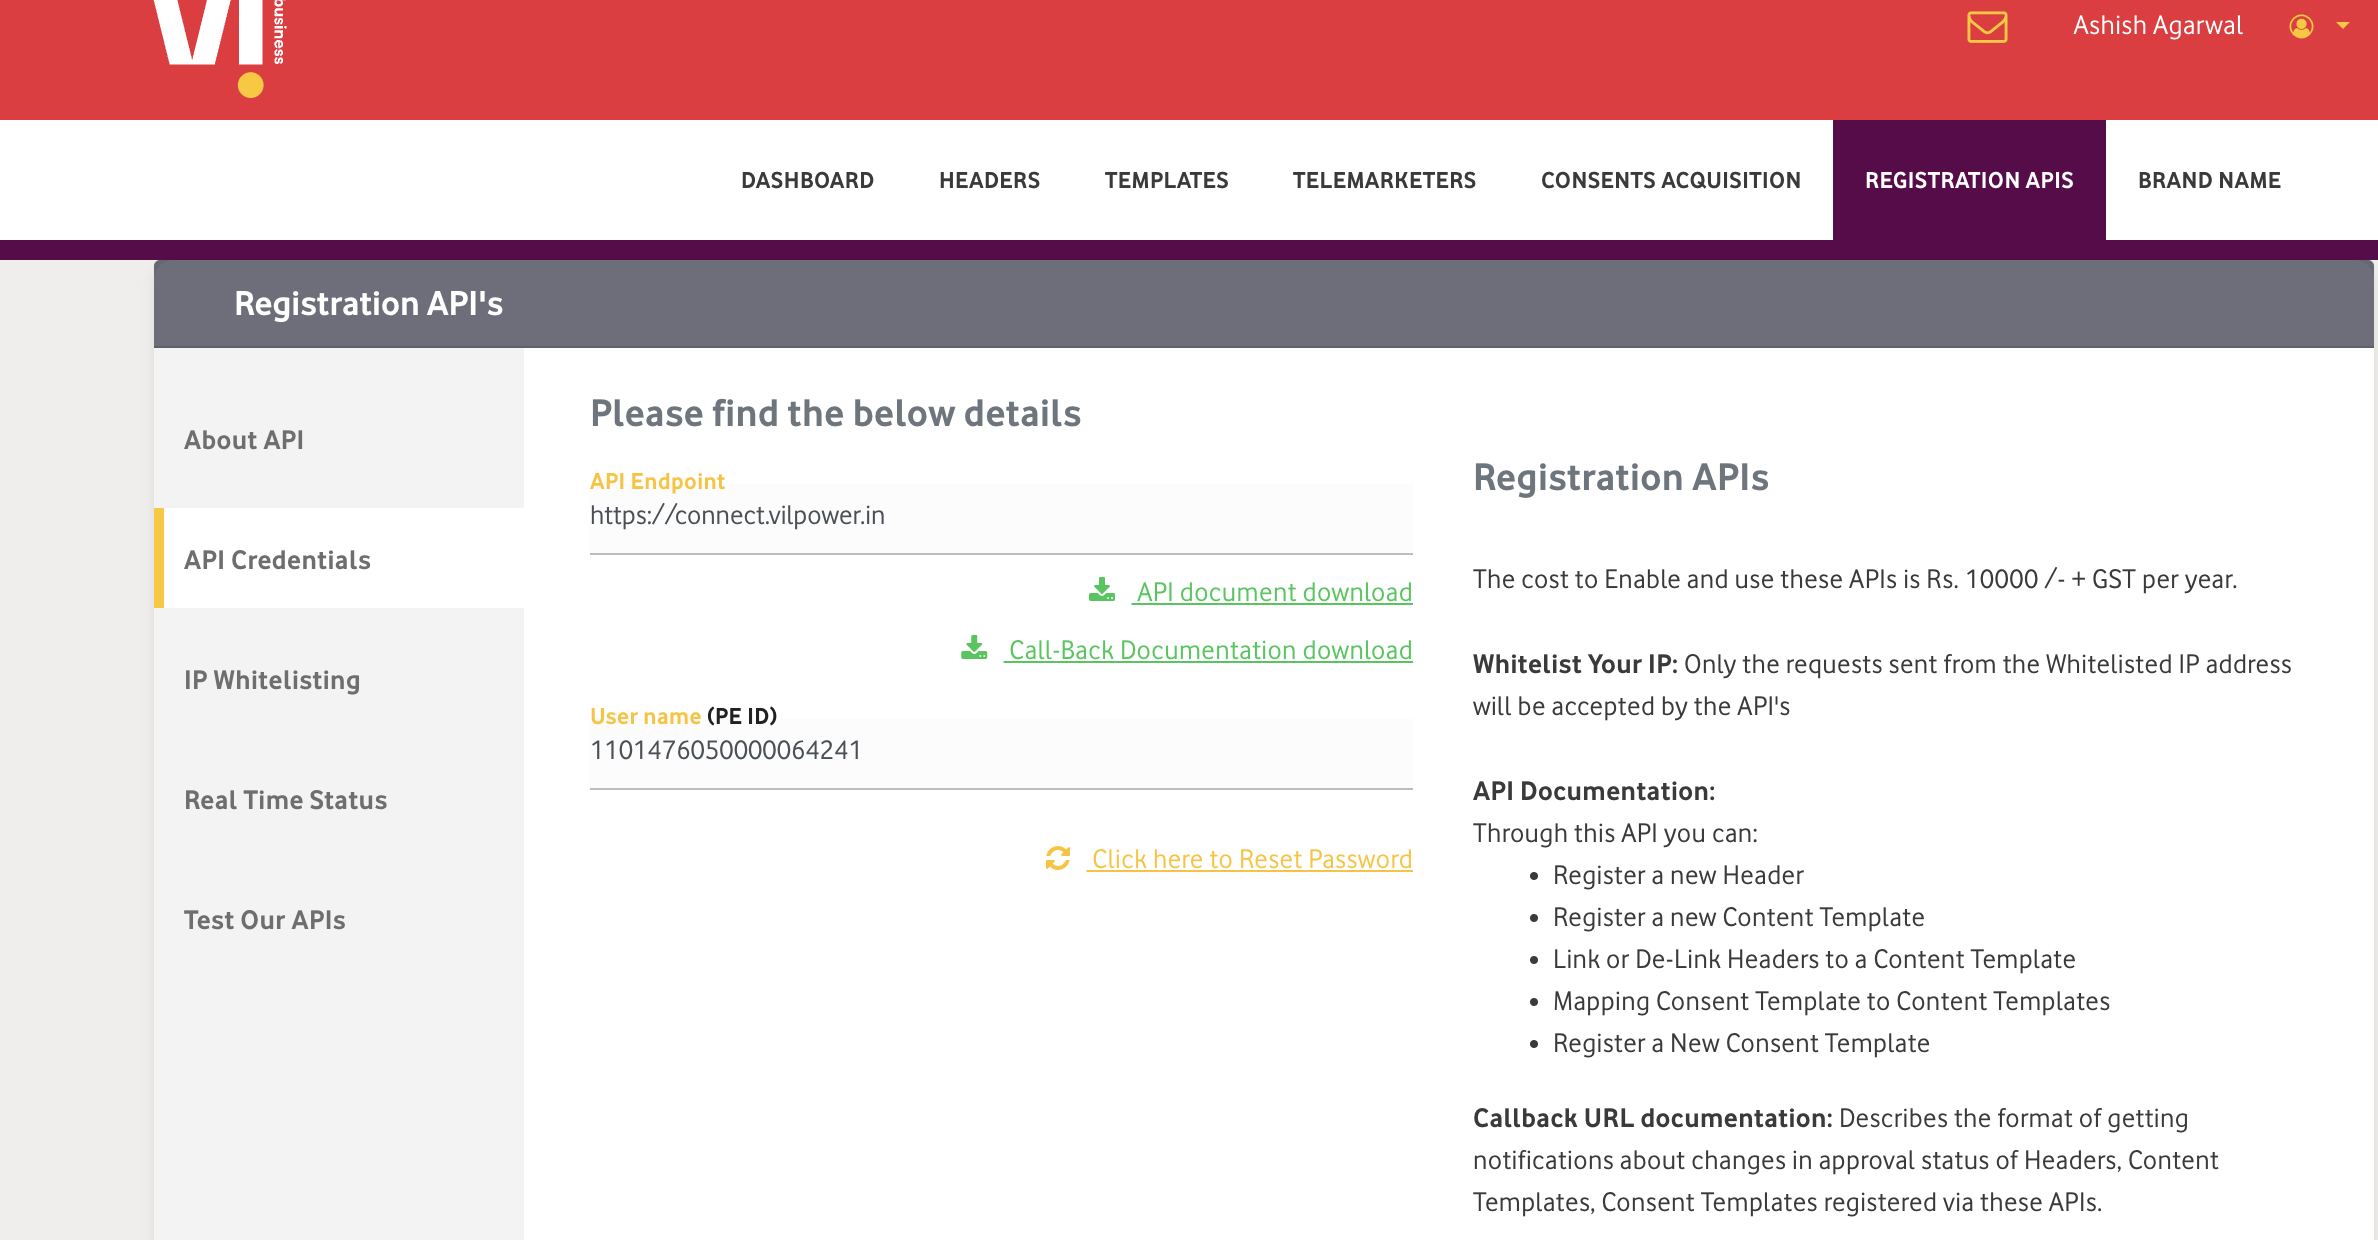 VI business
Ashish Agarwal
DASHBOARD HEADERS TEMPLATES TELEMARKETERS CONSENTS ACQUISITION REGISTRATION APIS BRAND NAME
Registration API's
About API
API Credentials
IP Whitelisting
Real Time Status
Test Our APIs
Please find the below details
API Endpoint
https://connect.vilpower.in
API document download
Call-Back Documentation download
User name (PE ID)
1101476050000064241
Click here to Reset Password
Registration APIs
The cost to Enable and use these APIs is Rs. 10000 /- + GST per year.
Whitelist Your IP: Only the requests sent from the Whitelisted IP address
will be accepted by the API's
API Documentation:
Through this API you can:
• Register a new Header
• Register a new Content Template
• Link or De-Link Headers to a Content Template
• Mapping Consent Template to Content Templates
• Register a New Consent Template
Callback URL documentation: Describes the format of getting
notifications about changes in approval status of Headers, Content
Templates, Consent Templates registered via these APIs.